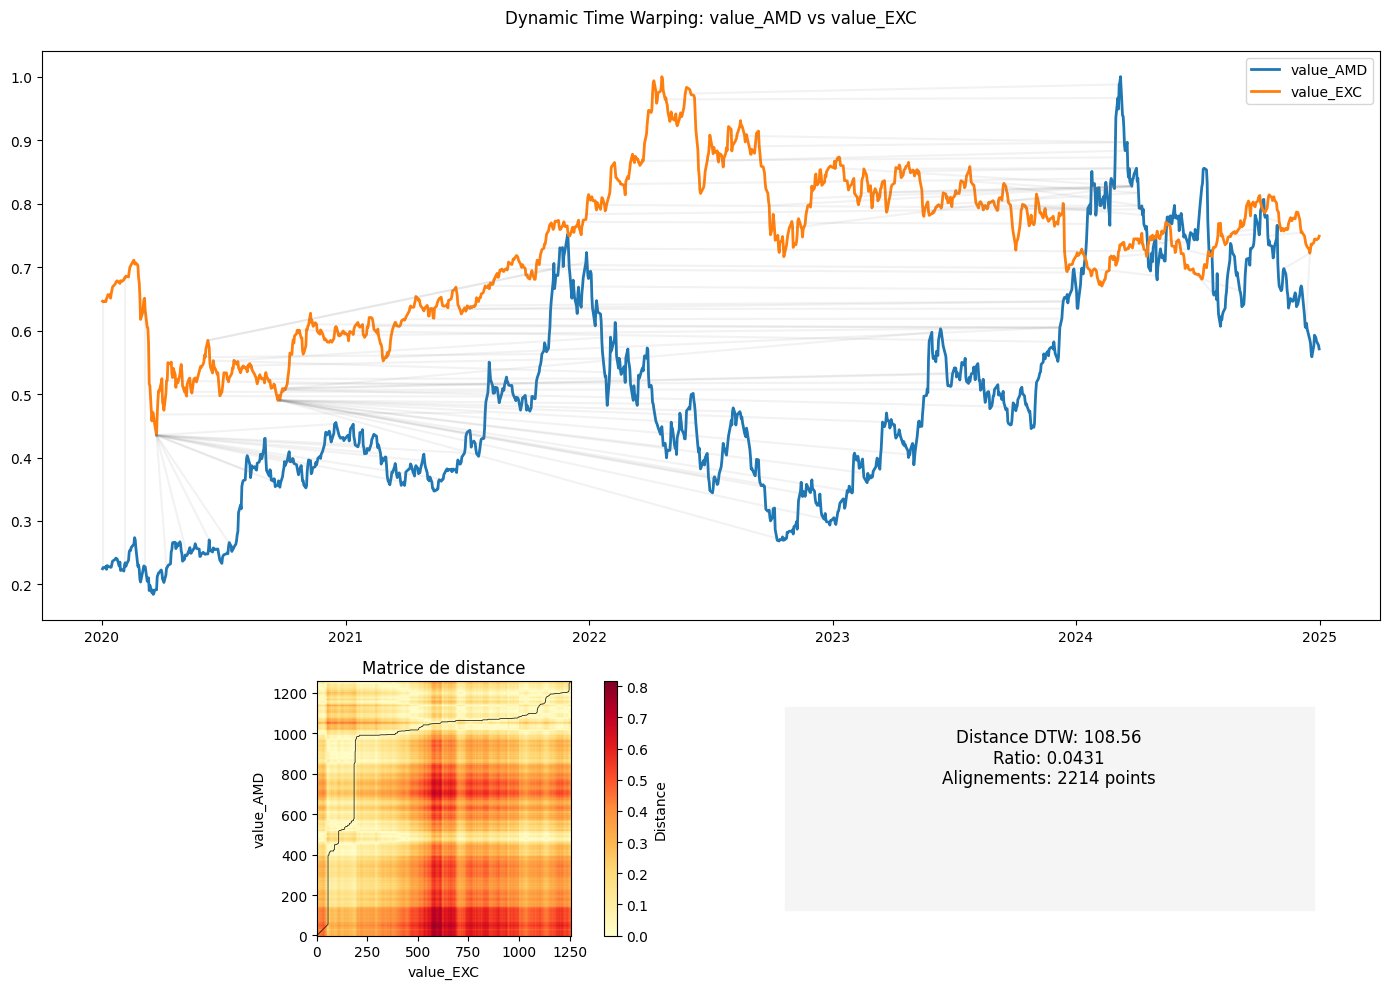 Dynamic Time Warping: value_AMD vs value_EXC
value_AMD
value_EXC
1.0
0.9
0.8
0.7
0.6
0.5
0.4
0.3
0.2
2020 2021 2022 2023 2024 2025
Matrice de distance
value_AMD
1200
1000
800
600
400
200
0
0 250 500 750 1000 1250
value_EXC
0.8
0.7
0.6
0.5
0.4
0.3
0.2
0.1
0.0
Distance
Distance DTW: 108.56
Ratio: 0.0431
Alignements: 2214 points